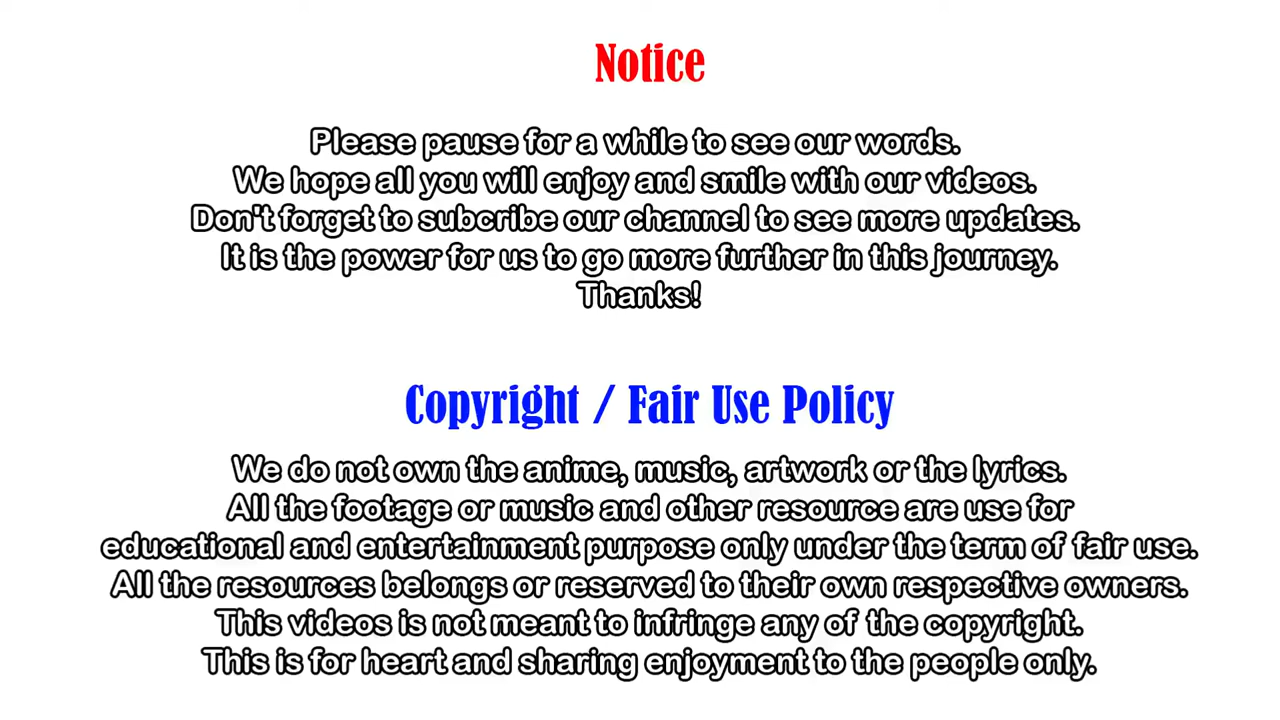 Notice
Please pause for a while to see our words.
We hope all you will enjoy and smile with our videos.
Don't forget to subcribe our channel to see more updates.
It is the power for us to go more further in this journey.
Thanks!
Copyright / Fair Use Policy
We do not own the anime, music, artwork or the lyrics.
All the footage or music and other resource are use for
educational and entertainment purpose only under the term of fair use.
All the resources belongs or reserved to their own respective owners.
This videos is not meant to infringe any of the copyright.
This is for heart and sharing enjoyment to the people only.